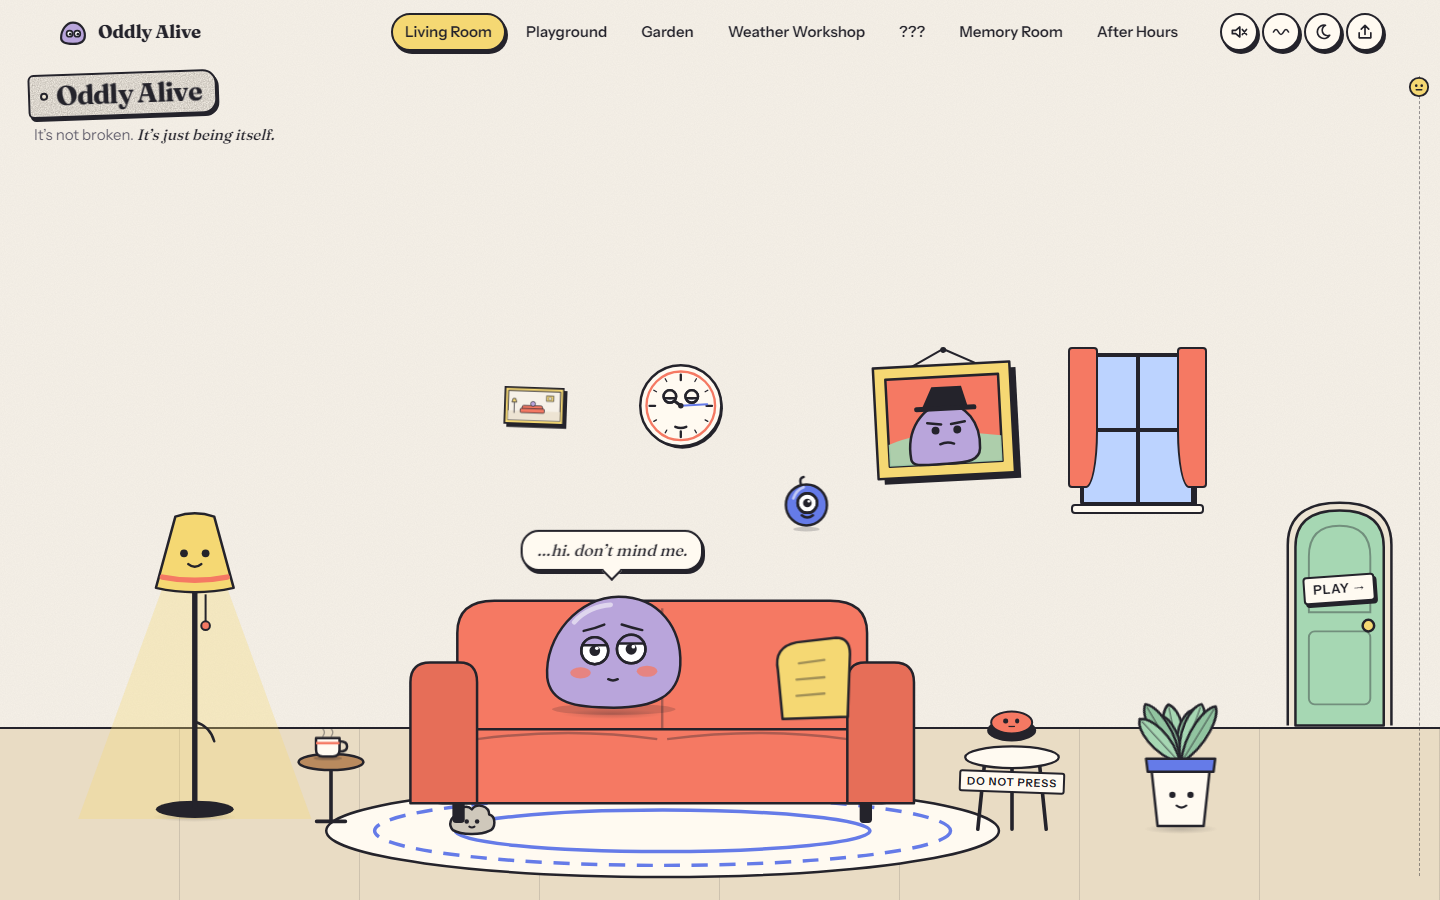 Oddly Alive
Living Room
Playground
Garden
Weather Workshop
???
Memory Room
After Hours
Oddly Alive
It's not broken. It's just being itself.
...hi. don't mind me.
PLAY →
DO NOT PRESS